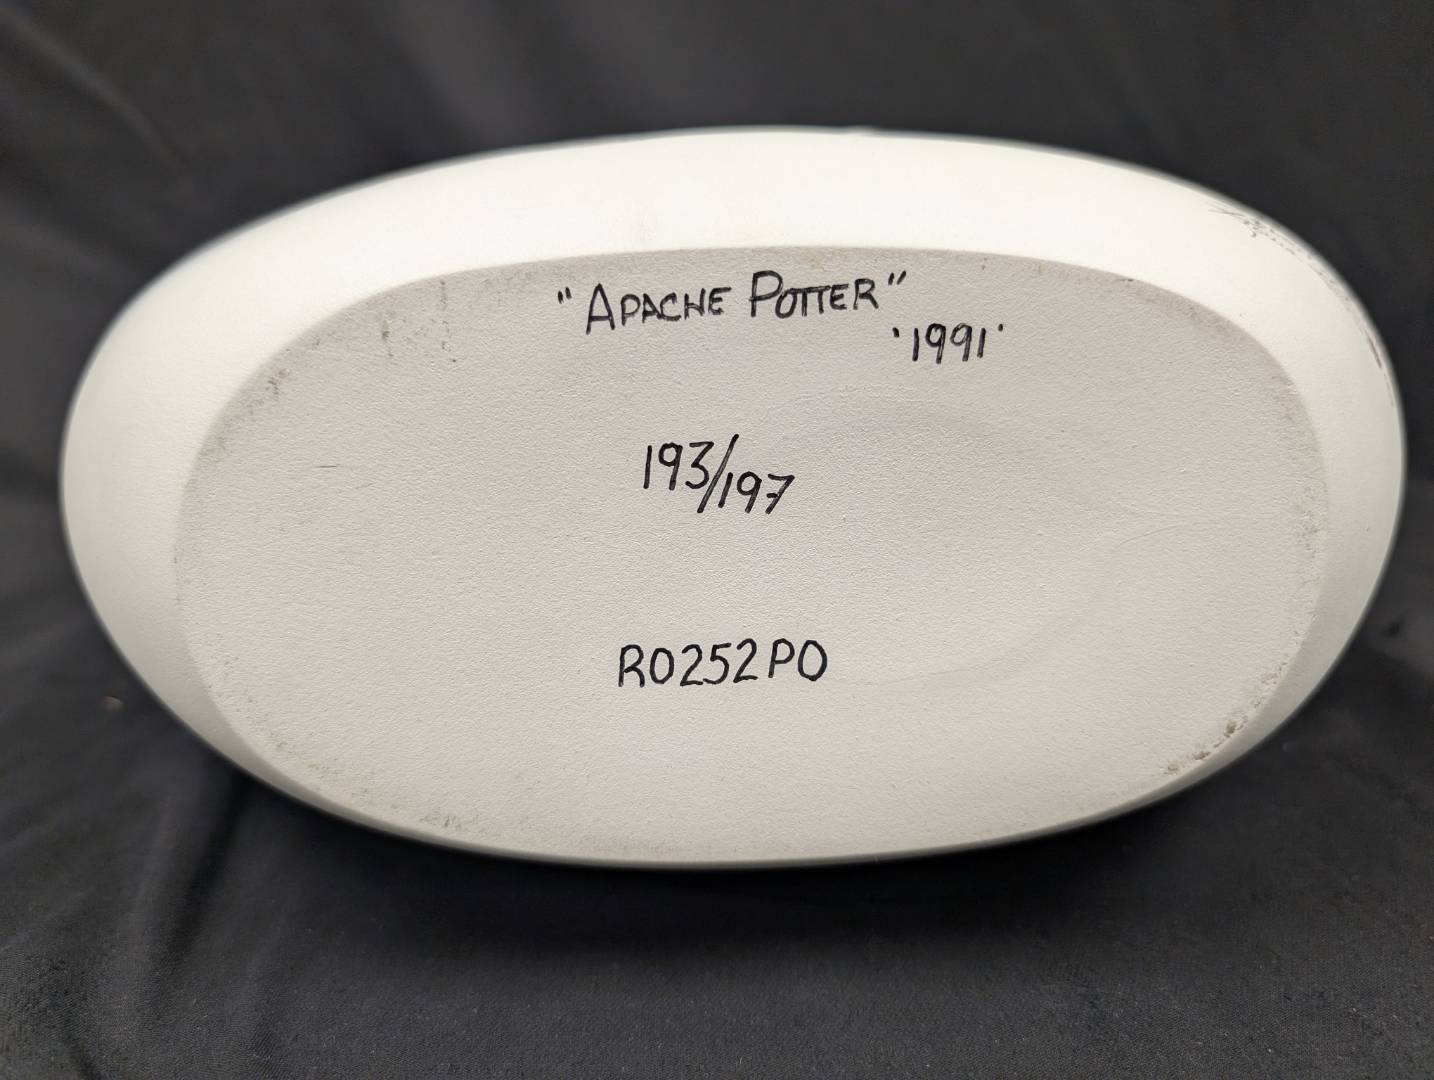 "APACHE POTTER"
'1991'
193/197
R0252PO